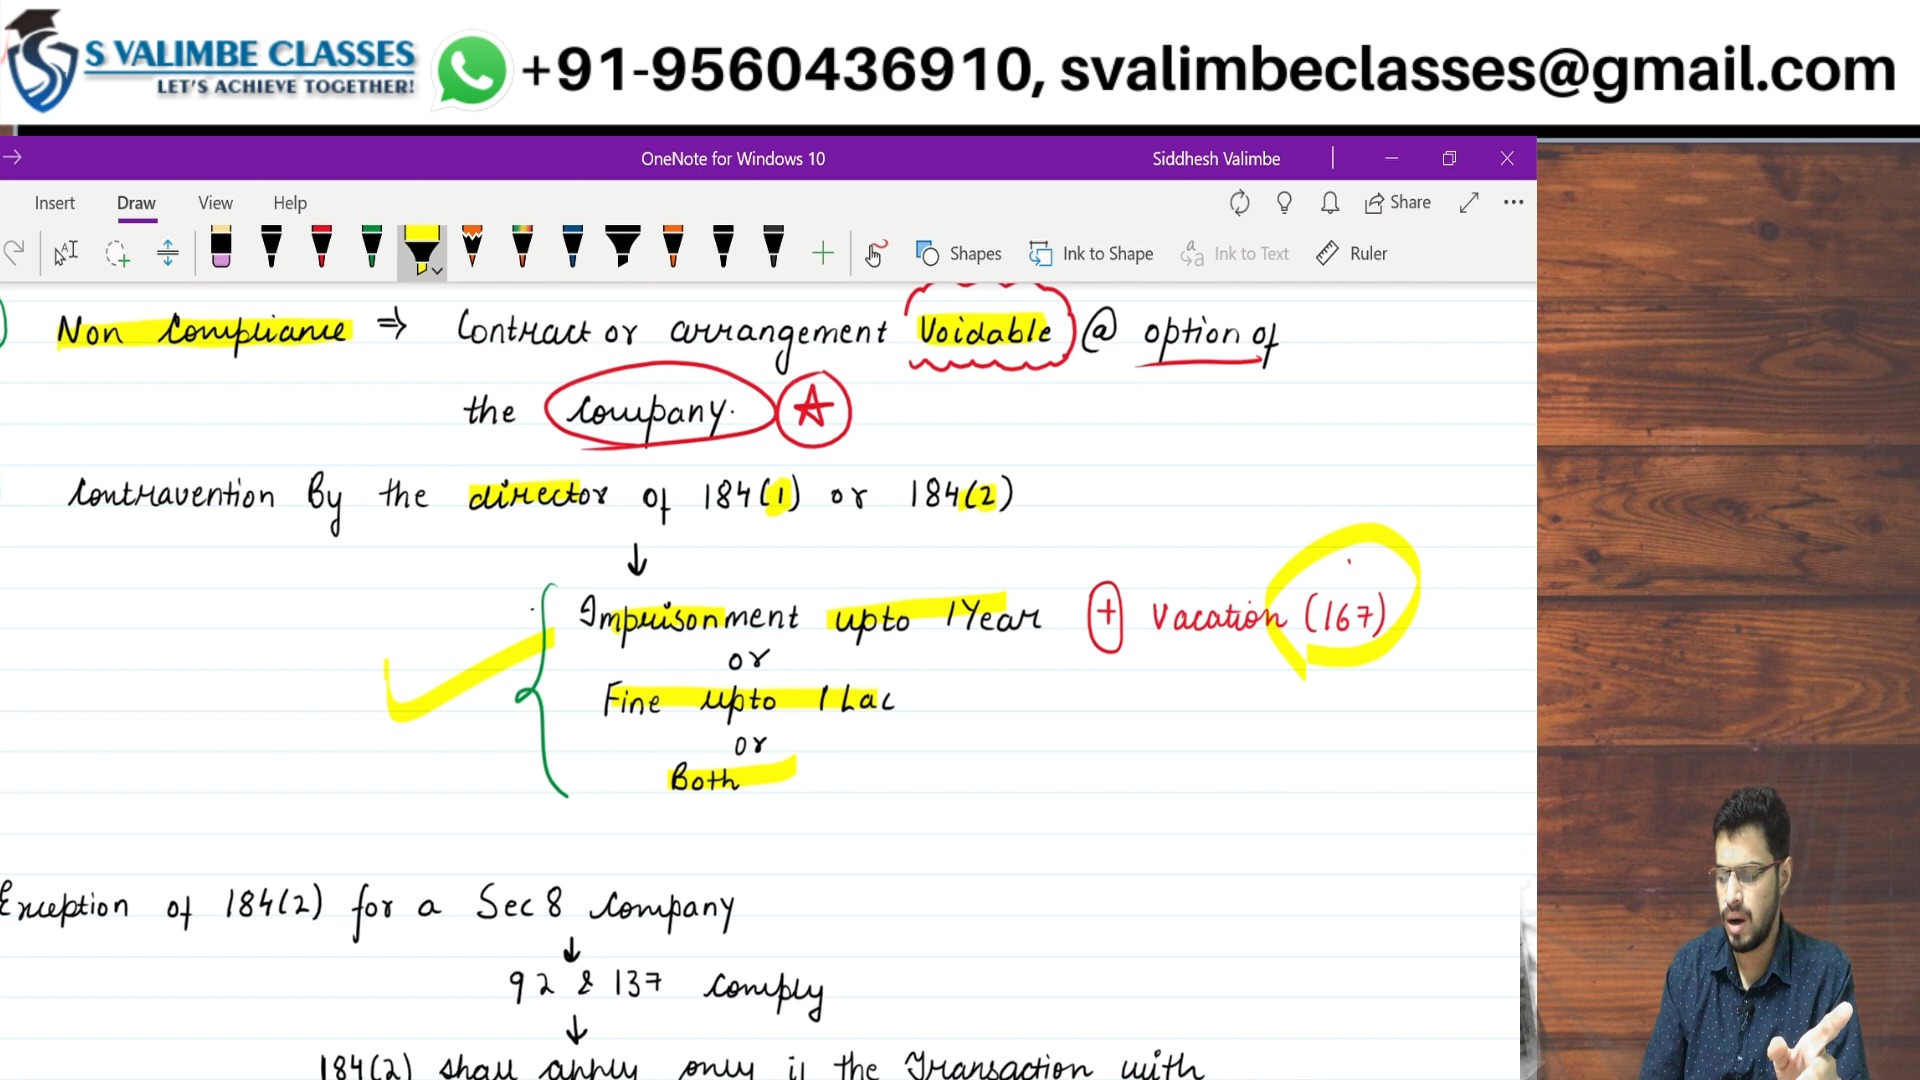 S VALIMBE CLASSES
LET'S ACHIEVE TOGETHER!
+91-9560436910, svalimbeclasses@gmail.com
OneNote for Windows 10
Siddhesh Valimbe
Insert Draw View Help
Share
Shapes Ink to Shape Ink to Text Ruler
Non Compliance ⇒ Contract or arrangement Voidable @ option of
the company.
Contravention By the director of 184(1) or 184(2)
↓
Imprisonment upto 1 Year + Vacation (167)
or
Fine upto 1 Lac
or
Both
Exception of 184(2) for a Sec 8 Company
↓
92 & 137 comply
↓
184(2) shall apply only if the Transaction with